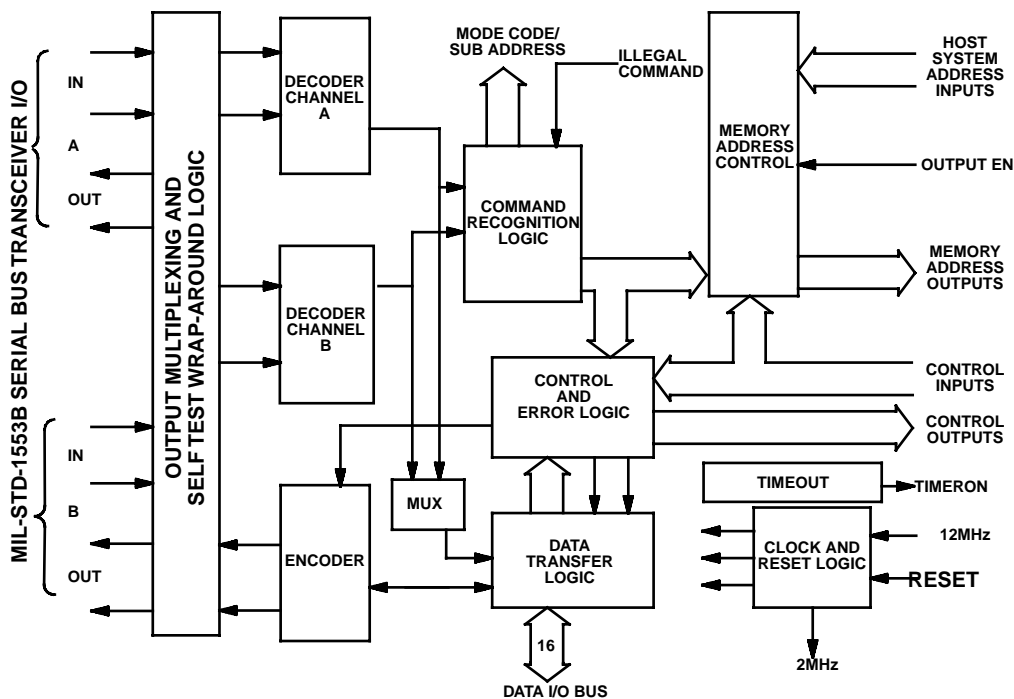 MIL-STD-1553B SERIAL BUS TRANSCEIVER I/O
IN
A
OUT
IN
B
OUT
OUTPUT MULTIPLEXING AND
SELF TEST WRAP-AROUND LOGIC
DECODER
CHANNEL
A
DECODER
CHANNEL
B
ENCODER
MUX
MODE CODE/
SUB ADDRESS
ILLEGAL
COMMAND
COMMAND
RECOGNITION
LOGIC
CONTROL
AND
ERROR LOGIC
DATA
TRANSFER
LOGIC
16
DATA I/O BUS
MEMORY
ADDRESS
CONTROL
HOST
SYSTEM
ADDRESS
INPUTS
OUTPUT EN
MEMORY
ADDRESS
OUTPUTS
CONTROL
INPUTS
CONTROL
OUTPUTS
TIMEOUT
TIMERON
CLOCK AND
RESET LOGIC
12MHz
RESET
2MHz